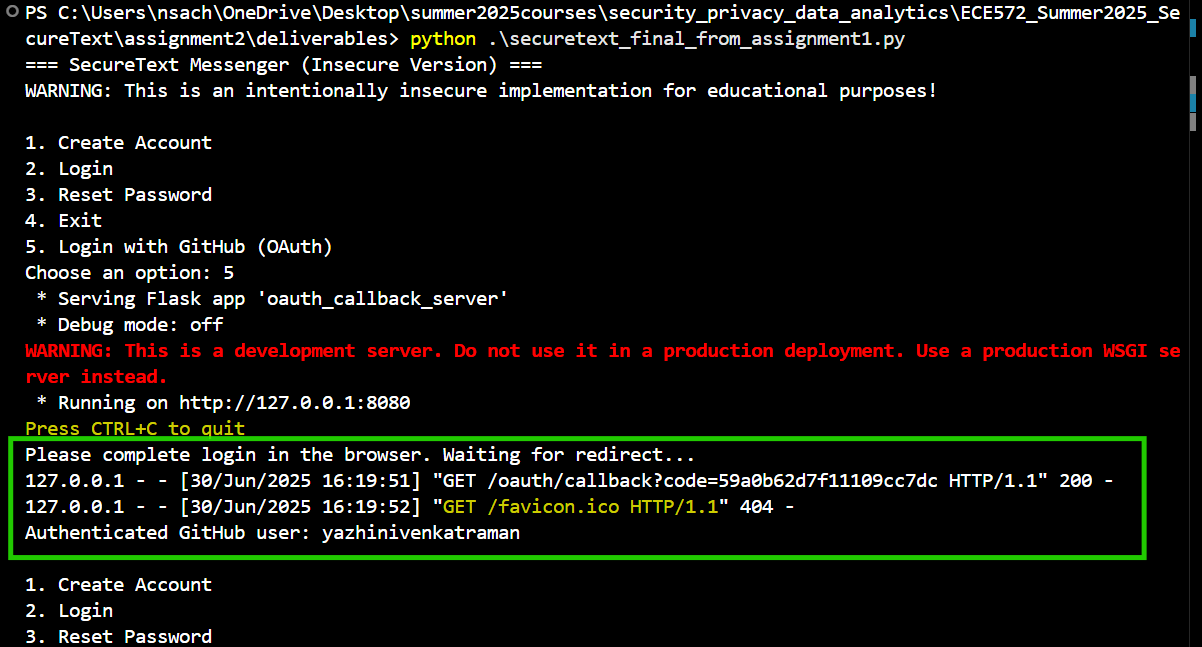 PS C:\Users\nsach\OneDrive\Desktop\summer2025courses\security_privacy_data_analytics\ECE572_Summer2025_Se
cureText\assignment2\deliverables> python .\securetext_final_from_assignment1.py
=== SecureText Messenger (Insecure Version) ===
WARNING: This is an intentionally insecure implementation for educational purposes!
1. Create Account
2. Login
3. Reset Password
4. Exit
5. Login with GitHub (OAuth)
Choose an option: 5
 * Serving Flask app 'oauth_callback_server'
 * Debug mode: off
WARNING: This is a development server. Do not use it in a production deployment. Use a production WSGI se
rver instead.
 * Running on http://127.0.0.1:8080
Press CTRL+C to quit
Please complete login in the browser. Waiting for redirect...
127.0.0.1 - - [30/Jun/2025 16:19:51] "GET /oauth/callback?code=59a0b62d7f11109cc7dc HTTP/1.1" 200 -
127.0.0.1 - - [30/Jun/2025 16:19:52] "GET /favicon.ico HTTP/1.1" 404 -
Authenticated GitHub user: yazhinivenkatraman
1. Create Account
2. Login
3. Reset Password